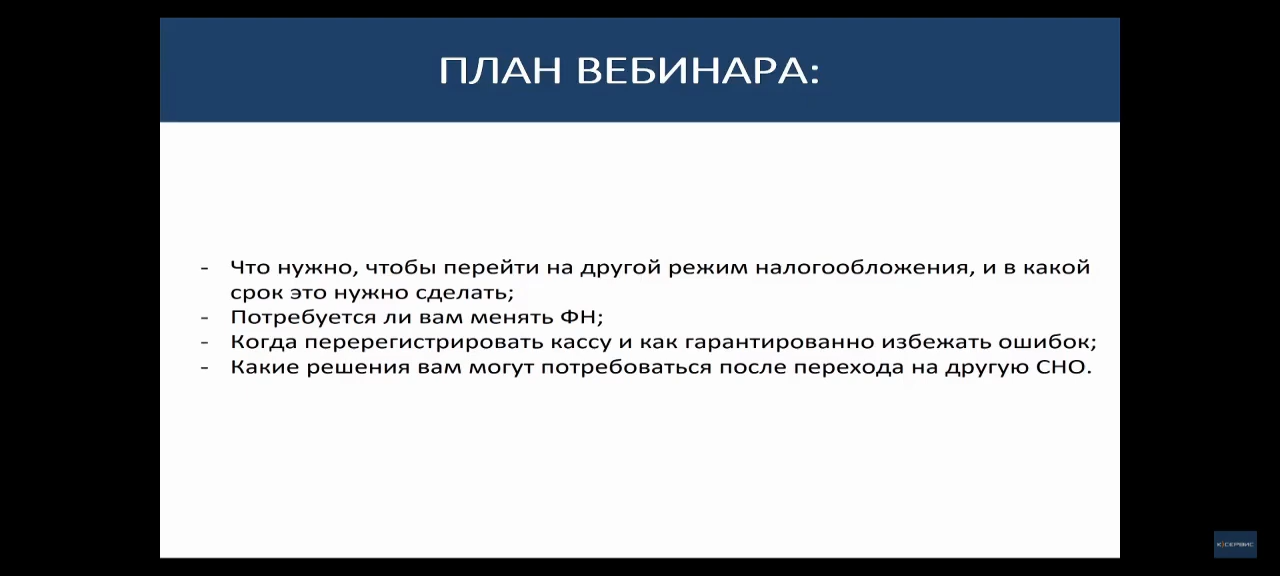 ПЛАН ВЕБИНАРА:
- Что нужно, чтобы перейти на другой режим налогообложения, и в какой
срок это нужно сделать;
- Потребуется ли вам менять ФН;
- Когда перерегистрировать кассу и как гарантированно избежать ошибок;
- Какие решения вам могут потребоваться после перехода на другую СНО.